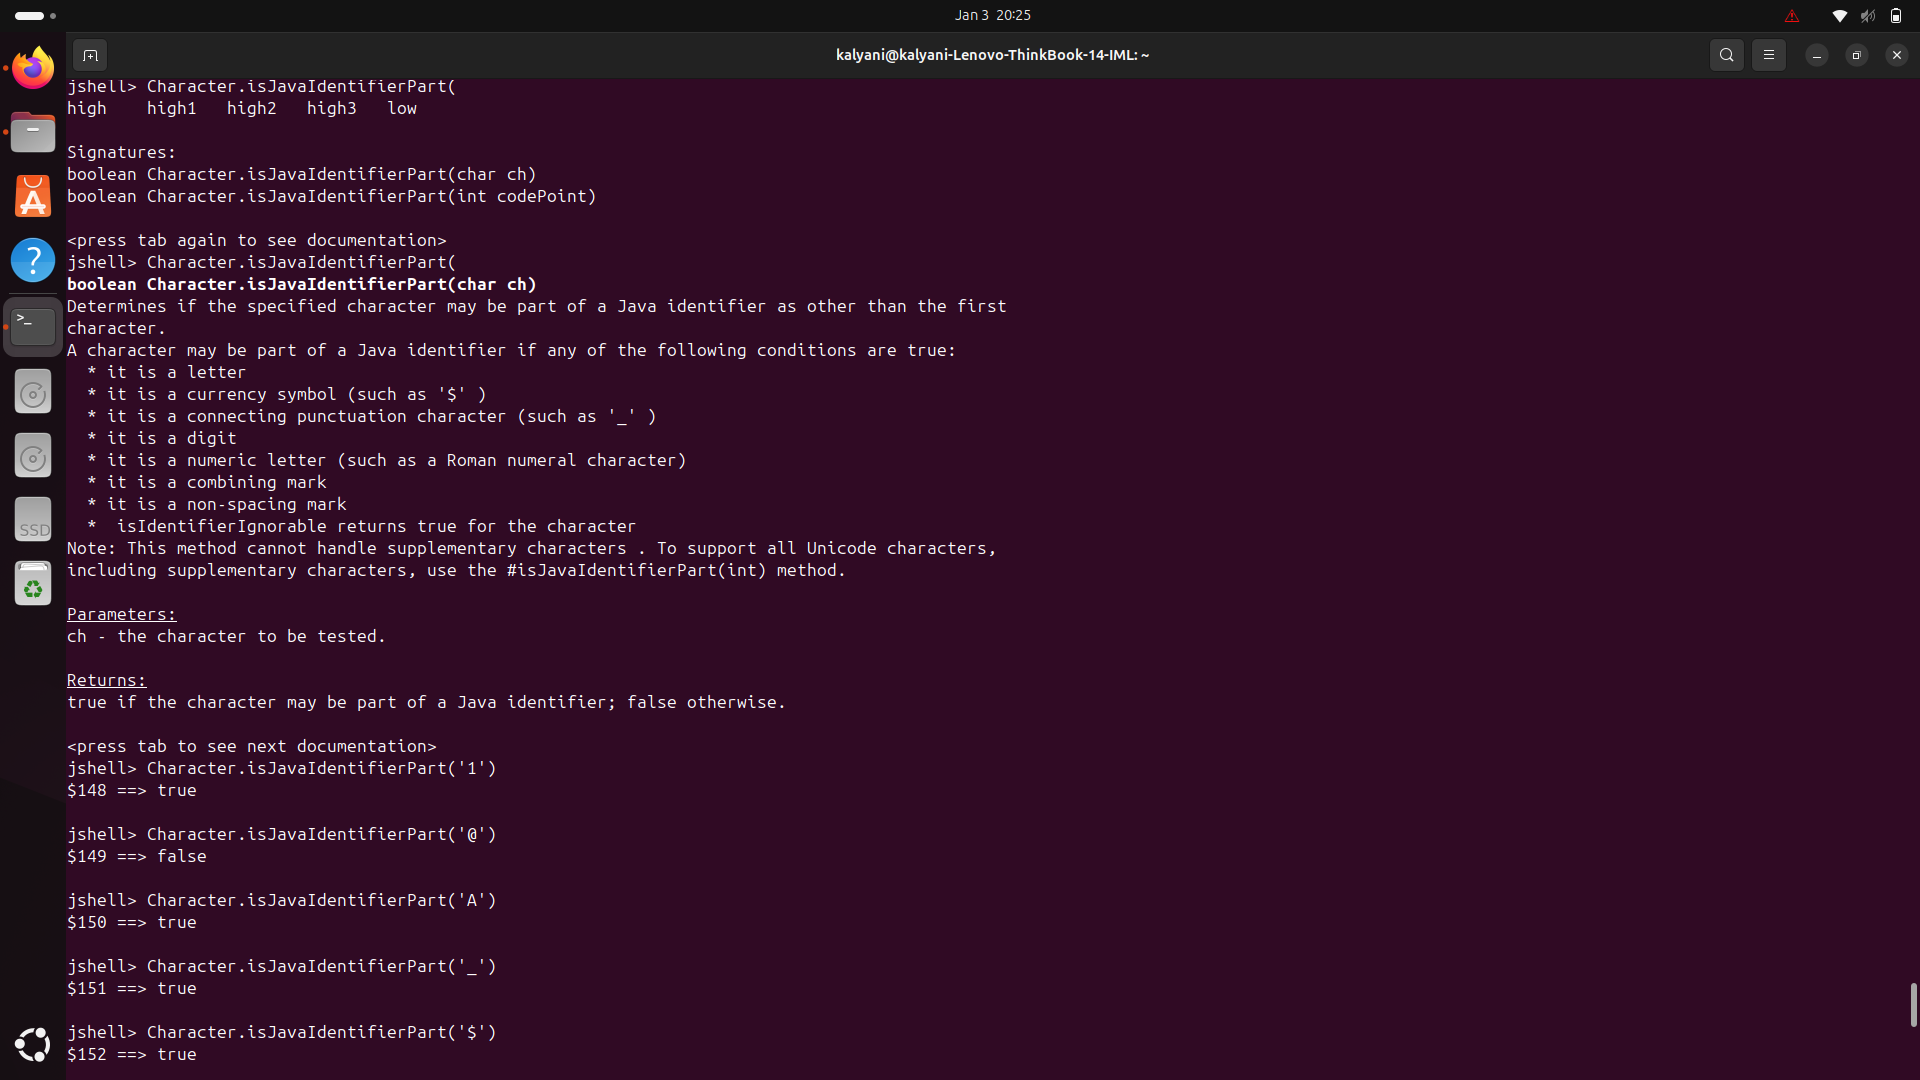 Jan 3 20:25
kalyani@kalyani-Lenovo-ThinkBook-14-IML: ~
jshell> Character.isJavaIdentifierPart(
high    high1   high2   high3   low
Signatures:
boolean Character.isJavaIdentifierPart(char ch)
boolean Character.isJavaIdentifierPart(int codePoint)
<press tab again to see documentation>
jshell> Character.isJavaIdentifierPart(
boolean Character.isJavaIdentifierPart(char ch)
Determines if the specified character may be part of a Java identifier as other than the first
character.
A character may be part of a Java identifier if any of the following conditions are true:
  * it is a letter
  * it is a currency symbol (such as '$' )
  * it is a connecting punctuation character (such as '_' )
  * it is a digit
  * it is a numeric letter (such as a Roman numeral character)
  * it is a combining mark
  * it is a non-spacing mark
  *  isIdentifierIgnorable returns true for the character
Note: This method cannot handle supplementary characters . To support all Unicode characters,
including supplementary characters, use the #isJavaIdentifierPart(int) method.
Parameters:
ch - the character to be tested.
Returns:
true if the character may be part of a Java identifier; false otherwise.
<press tab to see next documentation>
jshell> Character.isJavaIdentifierPart('1')
$148 ==> true
jshell> Character.isJavaIdentifierPart('@')
$149 ==> false
jshell> Character.isJavaIdentifierPart('A')
$150 ==> true
jshell> Character.isJavaIdentifierPart('_')
$151 ==> true
jshell> Character.isJavaIdentifierPart('$')
$152 ==> true
?
>_
SSD